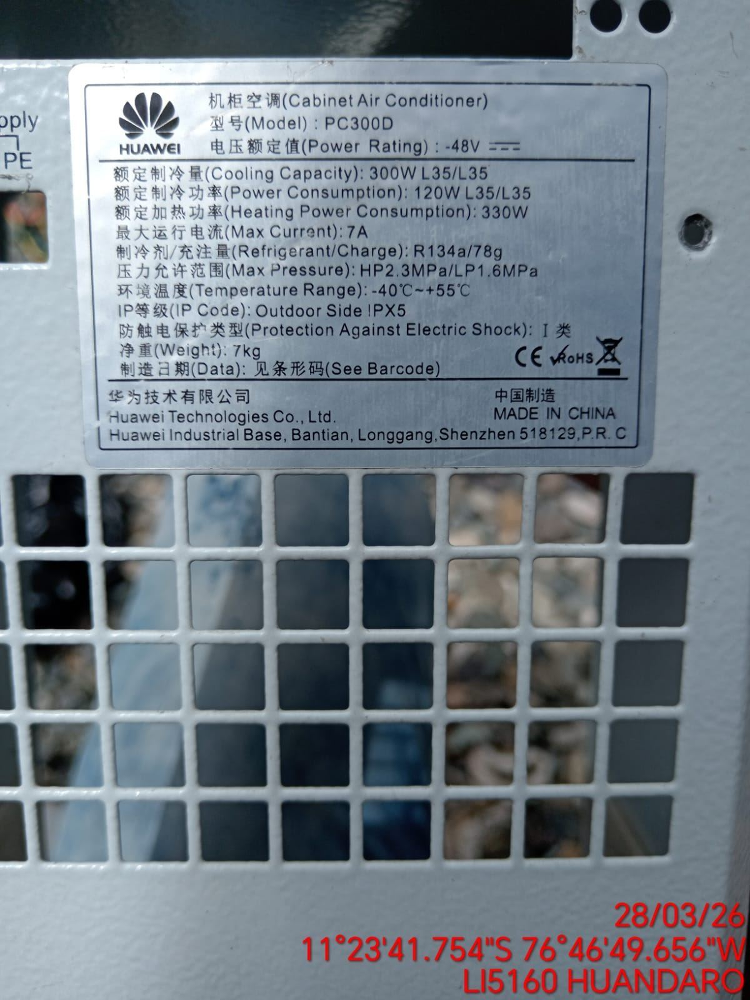 pply
PE
HUAWEI
机柜空调(Cabinet Air Conditioner)
型号(Model) : PC300D
电压额定值(Power Rating) : -48V
额定制冷量(Cooling Capacity): 300W L35/L35
额定制冷功率(Power Consumption): 120W L35/L35
额定加热功率(Heating Power Consumption): 330W
最大运行电流(Max Current): 7A
制冷剂/充注量(Refrigerant/Charge): R134a/78g
压力允许范围(Max Pressure): HP2.3MPa/LP1.6MPa
环境温度(Temperature Range): -40℃~+55℃
IP等级(IP Code): Outdoor Side IPX5
防触电保护类型(Protection Against Electric Shock): I 类
净重(Weight): 7kg
CE RoHS
制造日期(Data): 见条形码(See Barcode)
华为技术有限公司
中国制造
Huawei Technologies Co., Ltd.
MADE IN CHINA
Huawei Industrial Base, Bantian, Longgang,Shenzhen 518129,P.R. C
28/03/26
11°23'41.754"S 76°46'49.656"W
LI5160 HUANDARO